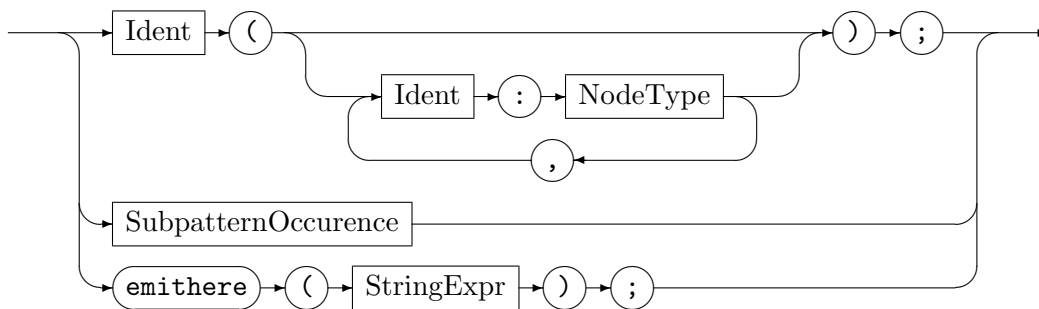 Ident ( ) ;
Ident : NodeType
,
SubpatternOccurence
emithere ( StringExpr ) ;